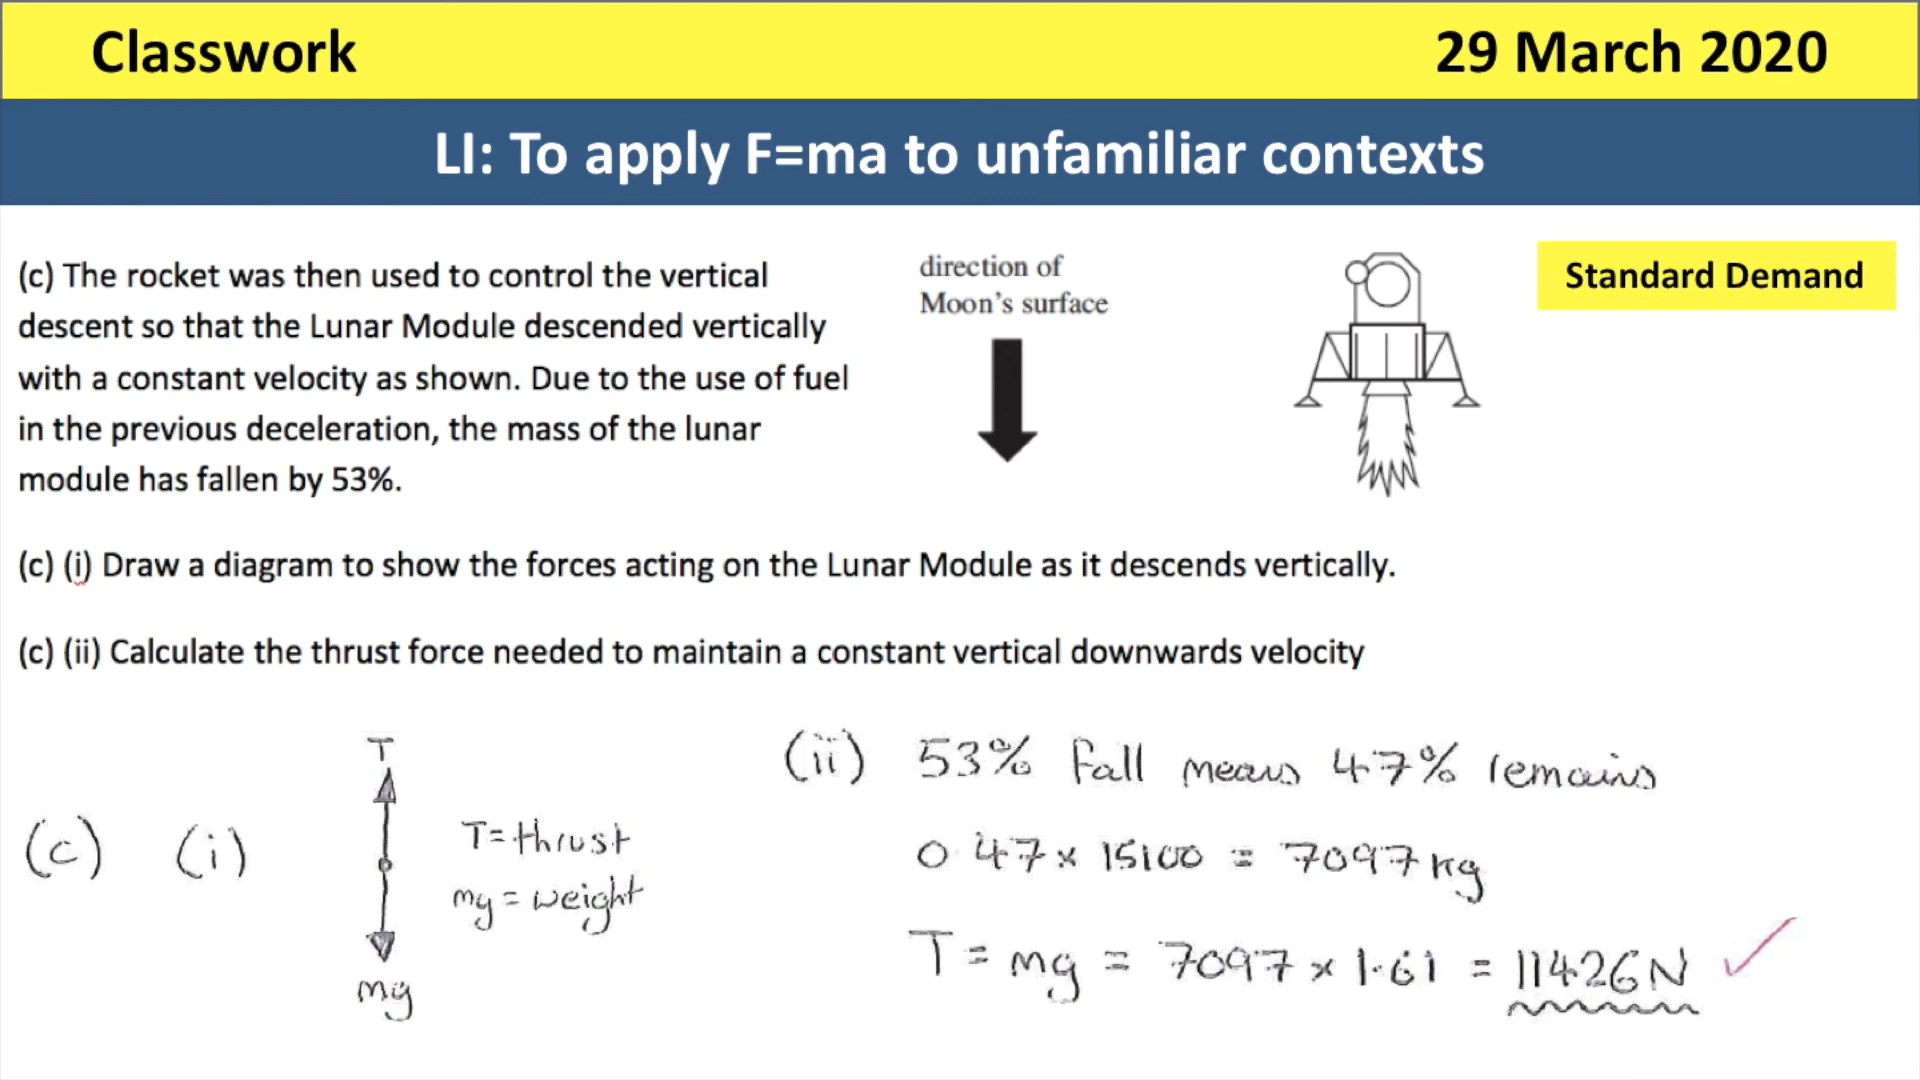 Classwork
29 March 2020
LI: To apply F=ma to unfamiliar contexts
(c) The rocket was then used to control the vertical
descent so that the Lunar Module descended vertically
with a constant velocity as shown. Due to the use of fuel
in the previous deceleration, the mass of the lunar
module has fallen by 53%.
direction of
Moon's surface
Standard Demand
(c) (i) Draw a diagram to show the forces acting on the Lunar Module as it descends vertically.
(c) (ii) Calculate the thrust force needed to maintain a constant vertical downwards velocity
(c) (i)
T
T = thrust
mg = weight
mg
(ii) 53% fall means 47% remains
0.47 × 15100 = 7097 kg
T = mg = 7097 × 1.61 = 11426N ✓